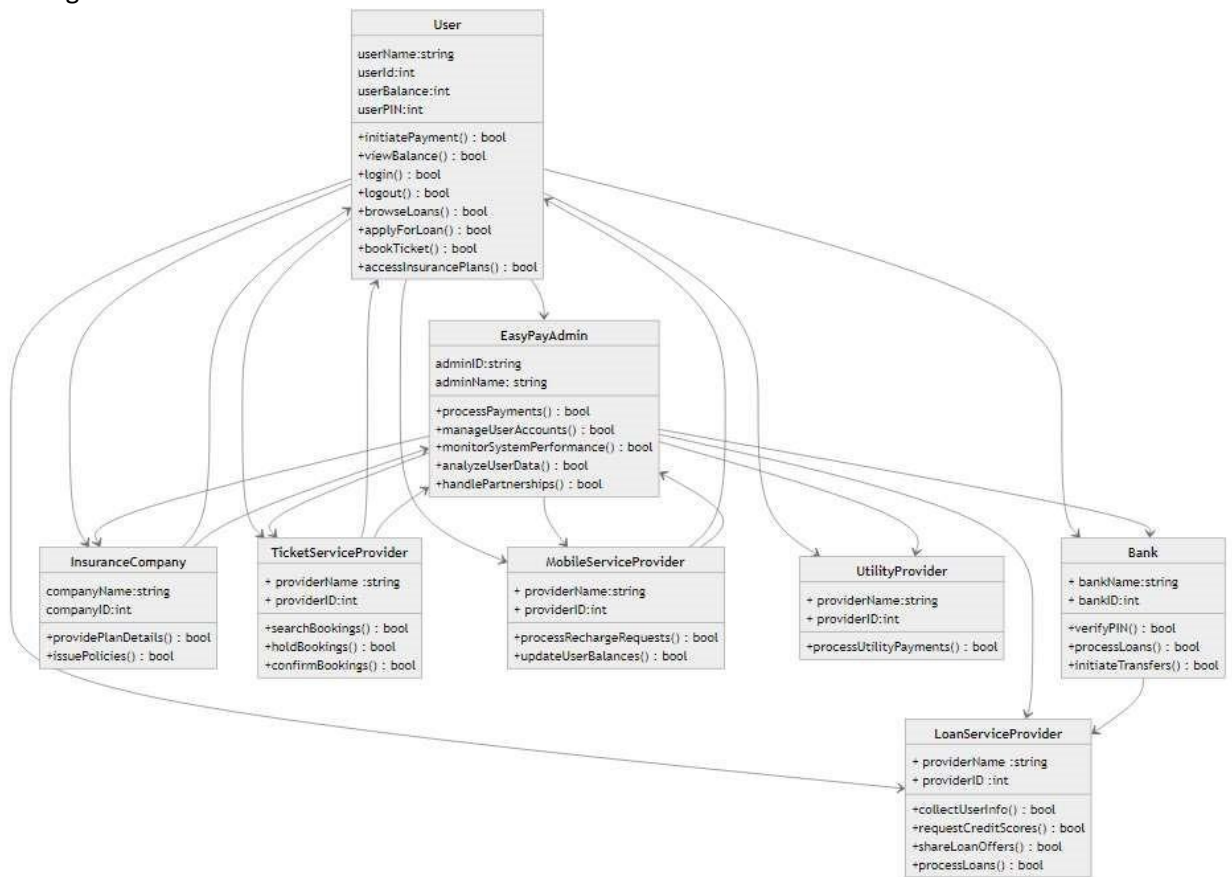 User
userName:string
userId:int
userBalance:int
userPIN:int
+initiatePayment() : bool
+viewBalance() : bool
+login() : bool
+logout() : bool
+browseLoans() : bool
+applyForLoan() : bool
+bookTicket() : bool
+accessInsurancePlans() : bool
EasyPayAdmin
adminID:string
adminName: string
+processPayments() : bool
+manageUserAccounts() : bool
+monitorSystemPerformance() : bool
+analyzeUserData() : bool
+handlePartnerships() : bool
InsuranceCompany
companyName:string
companyID:int
+providePlanDetails() : bool
+issuePolicies() : bool
TicketServiceProvider
+ providerName :string
+ providerID:int
+searchBookings() : bool
+holdBookings() : bool
+confirmBookings() : bool
MobileServiceProvider
+ providerName:string
+ providerID:int
+processRechargeRequests() : bool
+updateUserBalances() : bool
UtilityProvider
+ providerName:string
+ providerID:int
+processUtilityPayments() : bool
Bank
+ bankName:string
+ bankID:int
+verifyPIN() : bool
+processLoans() : bool
+initiateTransfers() : bool
LoanServiceProvider
+ providerName :string
+ providerID :int
+collectUserInfo() : bool
+requestCreditScores() : bool
+shareLoanOffers() : bool
+processLoans() : bool